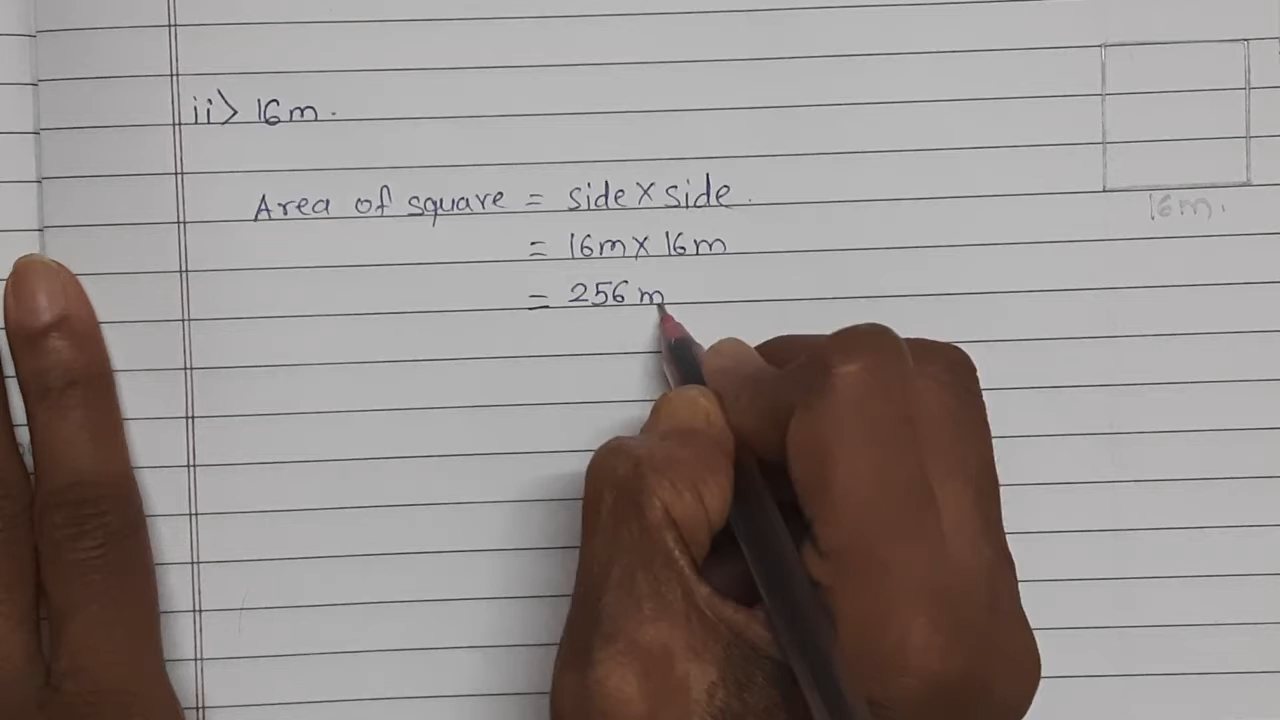 ii> 16m.
Area of square = side × side.
= 16m × 16m
= 256 m
16m.